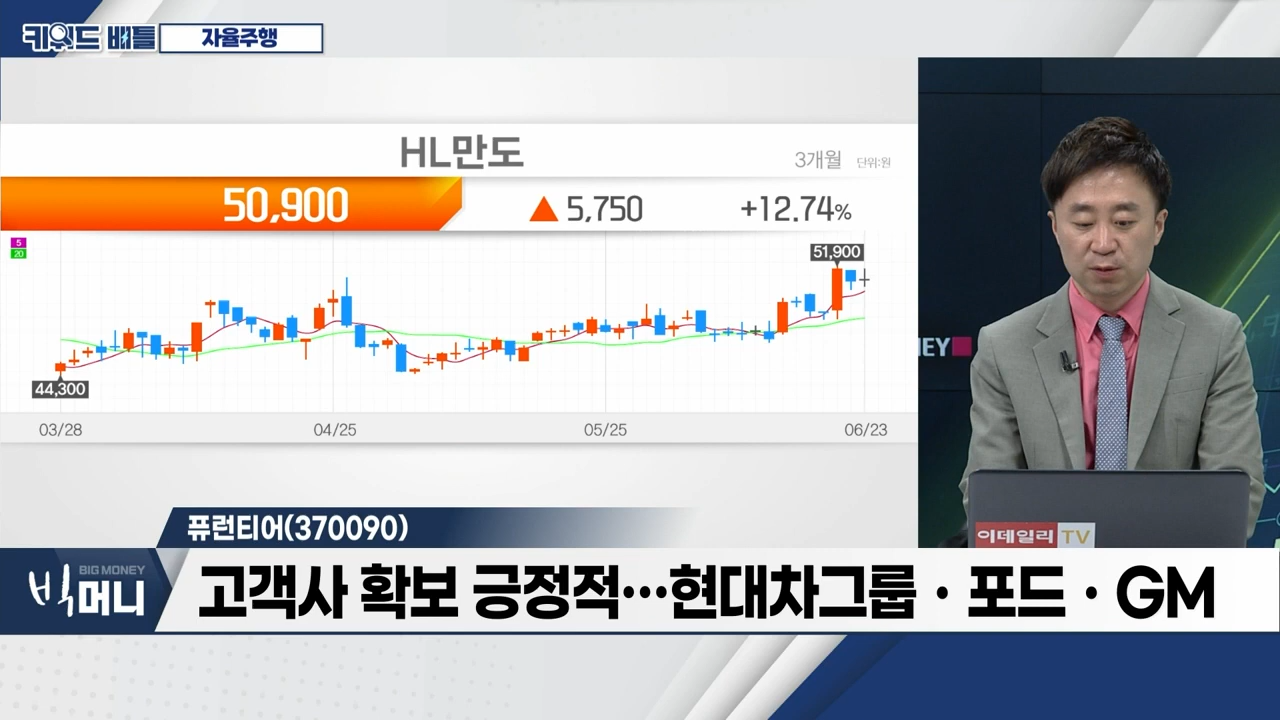 키워드 배틀
자율주행
HL만도
3개월 단위:원
50,900 ▲ 5,750 +12.74%
5
20
51,900
44,300
03/28 04/25 05/25 06/23
NEY
이데일리 TV
퓨런티어(370090)
BIG MONEY
빅머니
고객사 확보 긍정적…현대차그룹·포드·GM